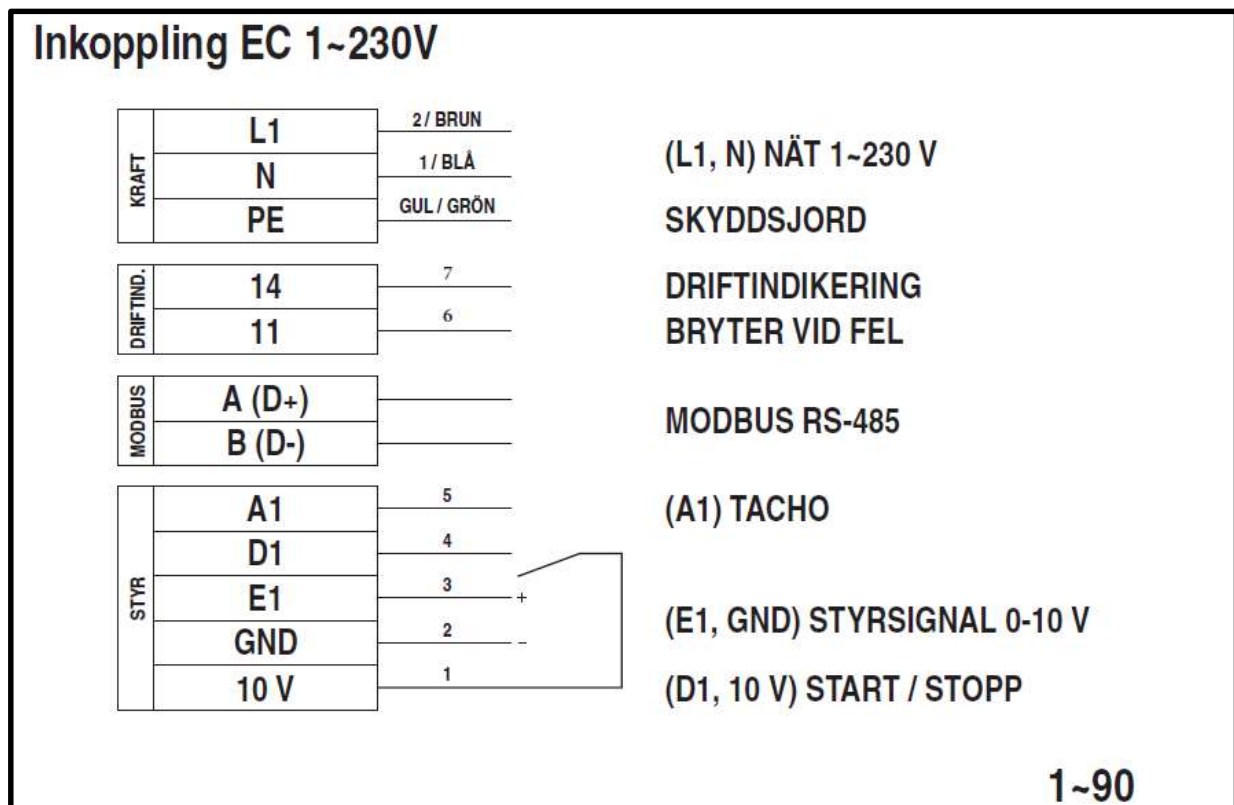 Inkoppling EC 1~230V
KRAFT
L1 2 / BRUN
N 1 / BLÅ
PE GUL / GRÖN
(L1, N) NÄT 1~230 V
SKYDDSJORD
DRIFTIND.
14 7
11 6
DRIFTINDIKERING
BRYTER VID FEL
MODBUS
A (D+)
B (D-)
MODBUS RS-485
STYR
A1 5
D1 4
E1 3 +
GND 2 –
10 V 1
(A1) TACHO
(E1, GND) STYRSIGNAL 0-10 V
(D1, 10 V) START / STOPP
1~90